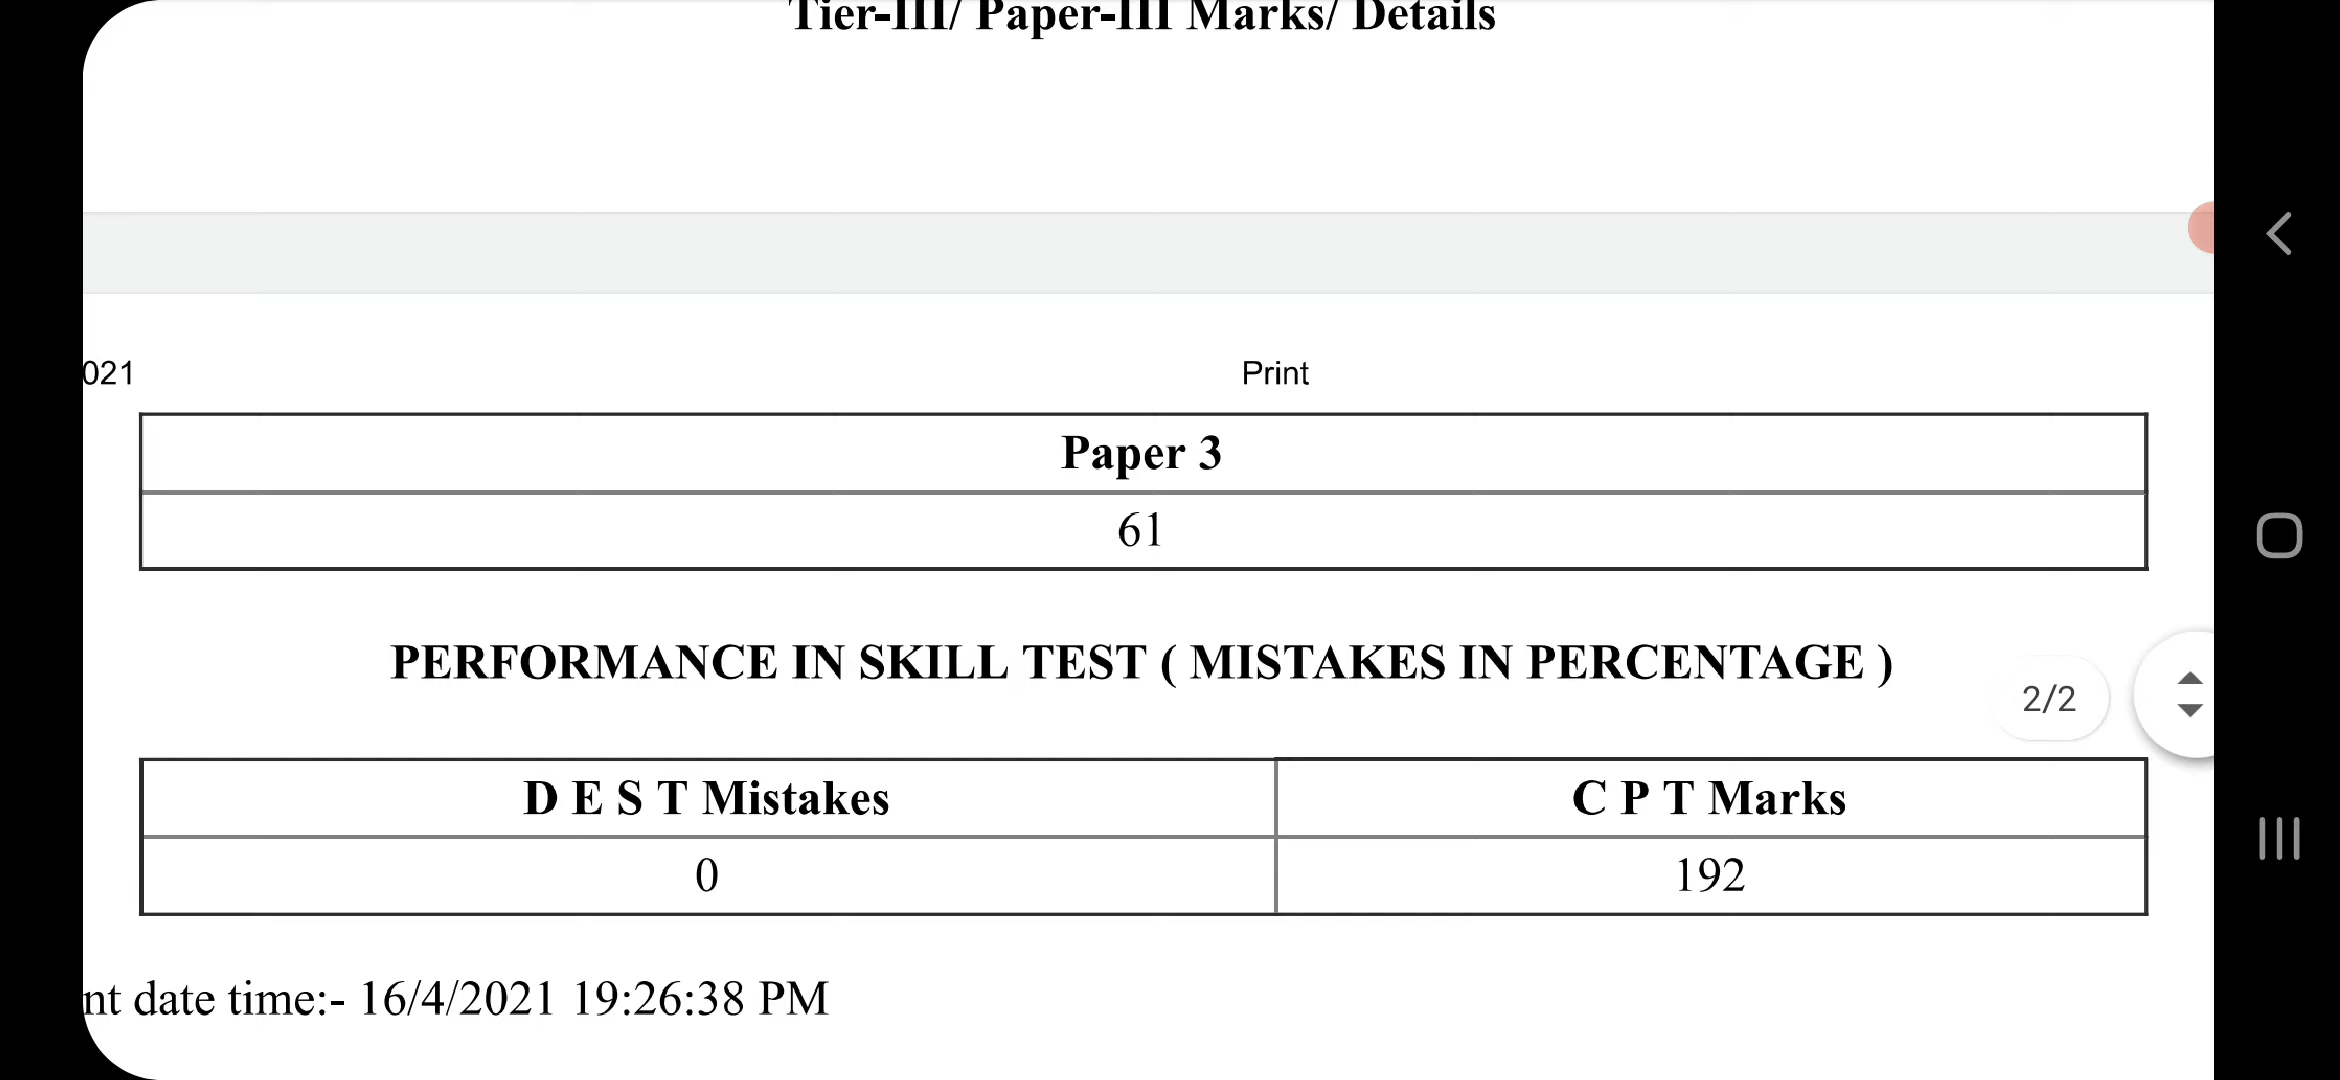 Tier-III/ Paper-III Marks/ Details
021
Print
Paper 3
61
PERFORMANCE IN SKILL TEST ( MISTAKES IN PERCENTAGE )
2/2
D E S T Mistakes
C P T Marks
0
192
nt date time:- 16/4/2021 19:26:38 PM